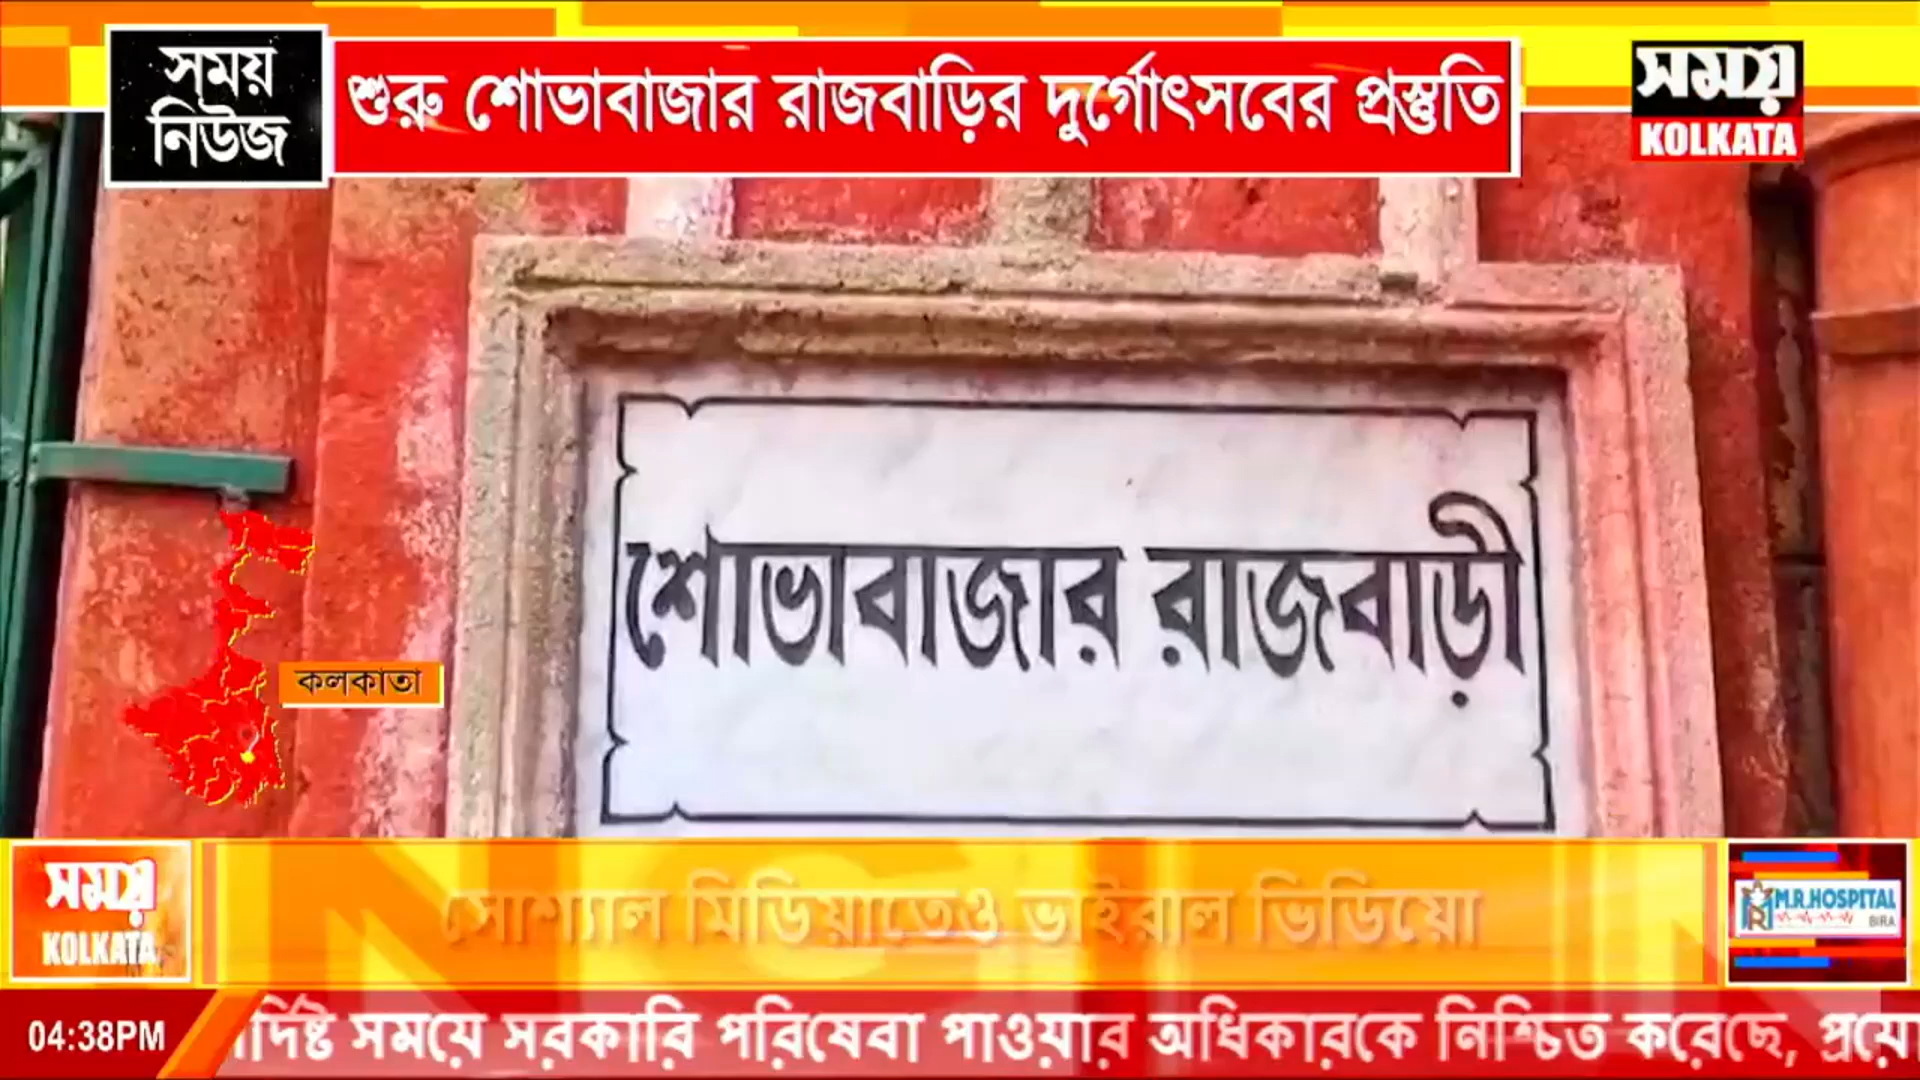 সময়
নিউজ
শুরু শোভাবাজার রাজবাড়ির দুর্গোৎসবের প্রস্তুতি
সময়
KOLKATA
শোভাবাজার রাজবাড়ী
কলকাতা
সময়
KOLKATA
সোশ্যাল মিডিয়াতেও ভাইরাল ভিডিয়ো
M.R.HOSPITAL
BIRA
04:38PM
সময়ে সরকারি পরিষেবা পাওয়ার অধিকারকে নিশ্চিত করেছে,